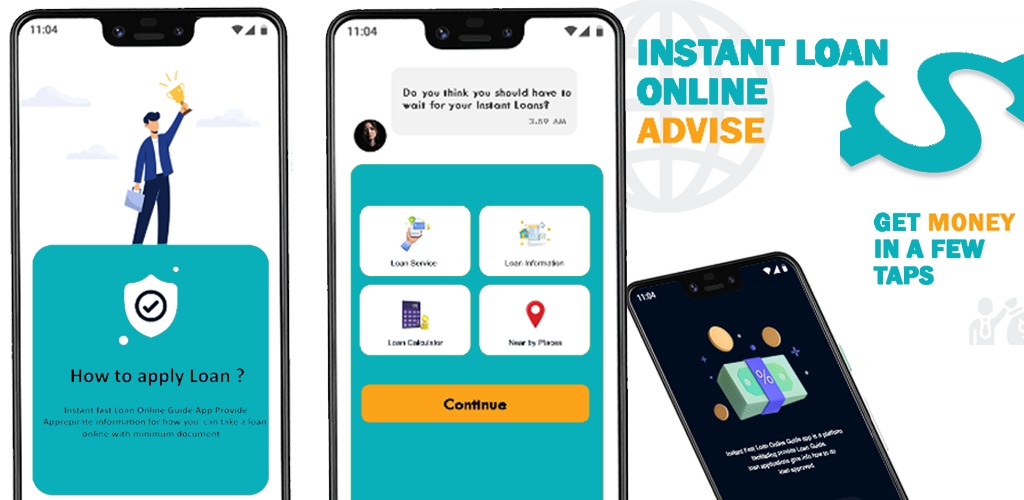 11:04
How to apply Loan ?
Instant fast Loan Online Guide App Provide
Apprepirate information for how you can take a loan
online with minimum document
11:04
Do you think you should have to
wait for your Instant Loans?
3:59 AM
Loan Service
Loan Information
Loan Calculator
Near by Places
Continue
INSTANT LOAN
ONLINE
ADVISE
S
GET MONEY
IN A FEW
TAPS
11:04
%
Instant Fast Loan Online Guide app is a platform
provide Loan Guide.
loan applications give info how to do
loan approved